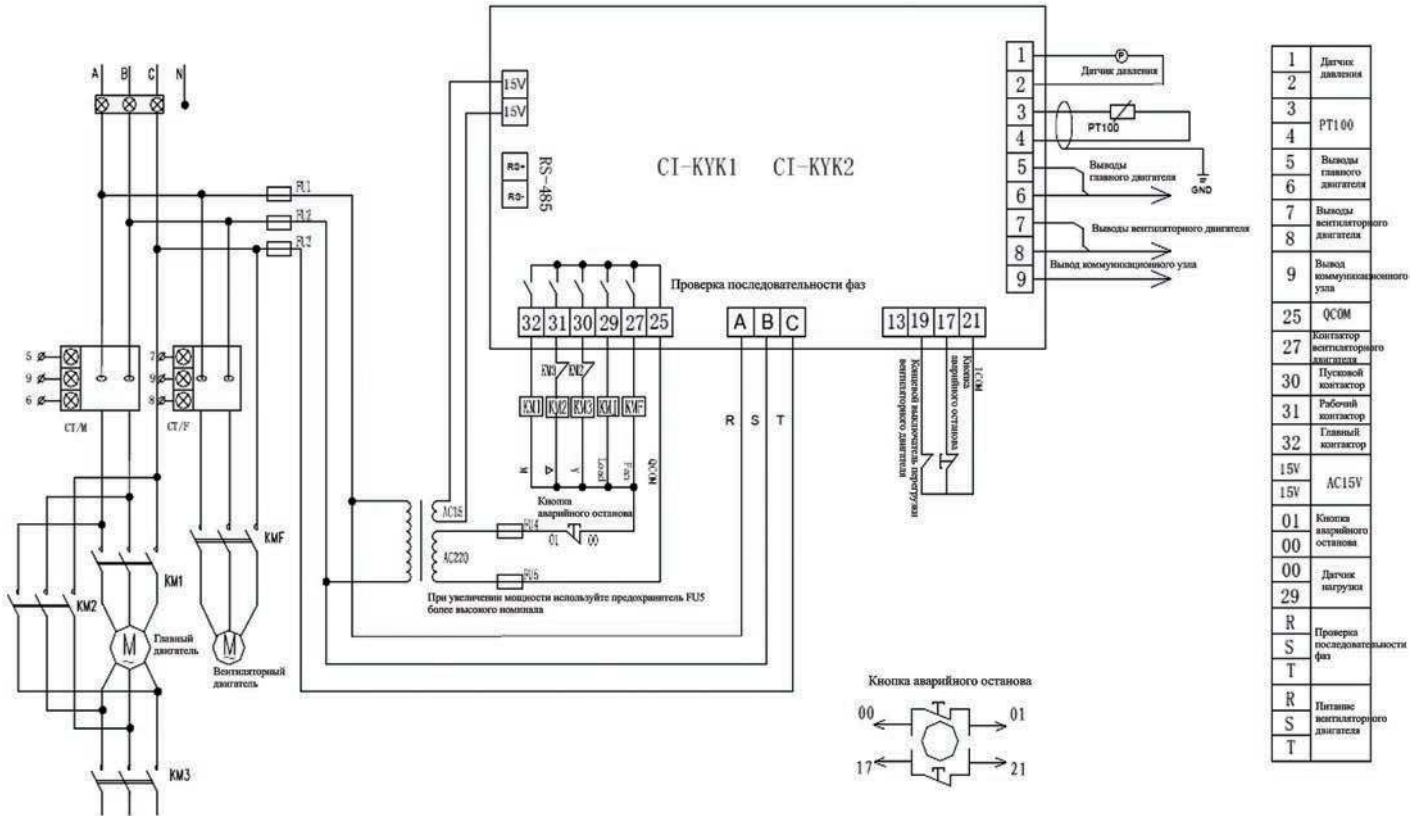 A B C N
FU1
FU2
FU2
5
9
6
CT/M
7
9
8
CT/F
KMF
KM1
KM2
M
~
Главный
двигатель
M
~
Вентиляторный
двигатель
KM3
15V
15V
RS+
RS-
RS-485
CI-KYK1 CI-KYK2
Проверка последовательности фаз
32 31 30 29 27 25
KM3 KM2
KM1 KM2 KM3 KM1 KMF
M Δ Y Load Fan QCOM
Кнопка
аварийного останова
01 00
FU4
FU5
AC15
AC220
При увеличении мощности используйте предохранитель FU5
более высокого номинала
A B C
R S T
13 19 17 21
Концевой выключатель перегрузки
вентиляторного двигателя
Кнопка
аварийного останова
1COM
1
2
3
4
5
6
7
8
9
P
Датчик давления
PT100
GND
Выводы
главного двигателя
Выводы вентиляторного двигателя
Вывод коммуникационного узла
Кнопка аварийного останова
00 01
17 21
1
2
Датчик
давления
3
4
PT100
5
6
Выводы
главного
двигателя
7
8
Выводы
вентиляторного
двигателя
9
Вывод
коммуникационного
узла
25 QCOM
27
Контактор
вентиляторного
двигателя
30
Пусковой
контактор
31
Рабочий
контактор
32
Главный
контактор
15V
15V
AC15V
01
00
Кнопка
аварийного
останова
00
29
Датчик
нагрузки
R
S
T
Проверка
последовательности
фаз
R
S
T
Питание
вентиляторного
двигателя